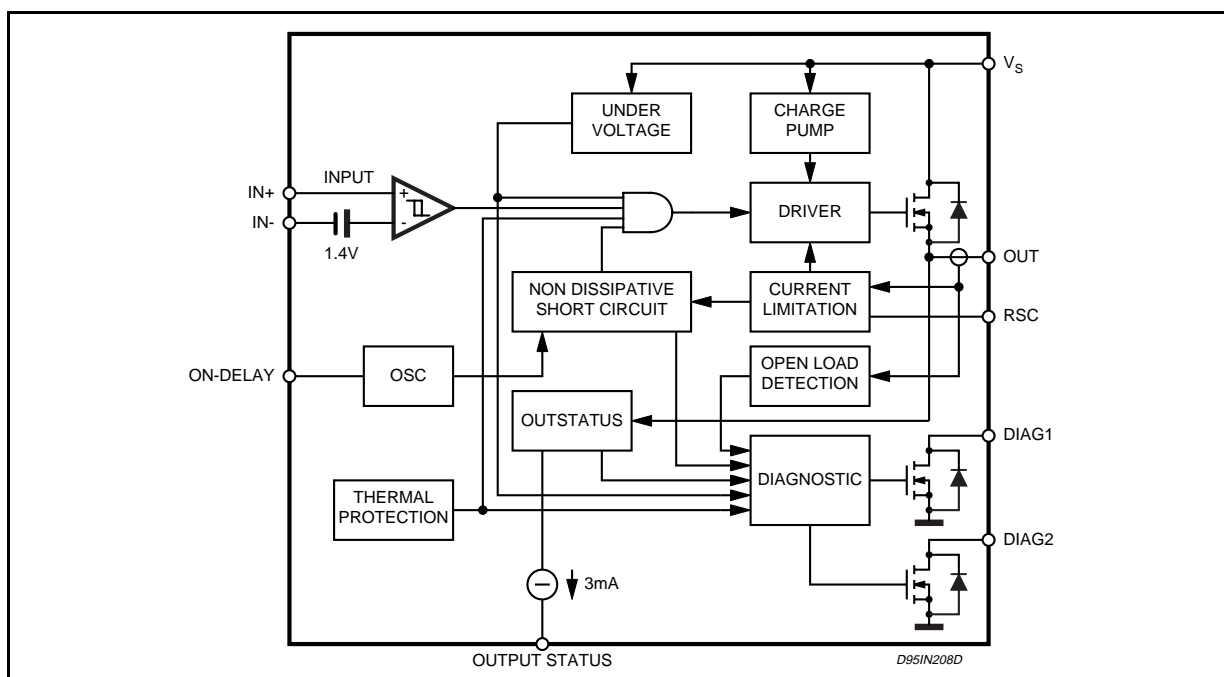 V_S
UNDER
VOLTAGE
CHARGE
PUMP
IN+
INPUT
+
DRIVER
IN-
-
1.4V
OUT
NON DISSIPATIVE
SHORT CIRCUIT
CURRENT
LIMITATION
RSC
ON-DELAY
OSC
OPEN LOAD
DETECTION
OUTSTATUS
DIAG1
DIAGNOSTIC
THERMAL
PROTECTION
DIAG2
3mA
OUTPUT STATUS
D95IN208D